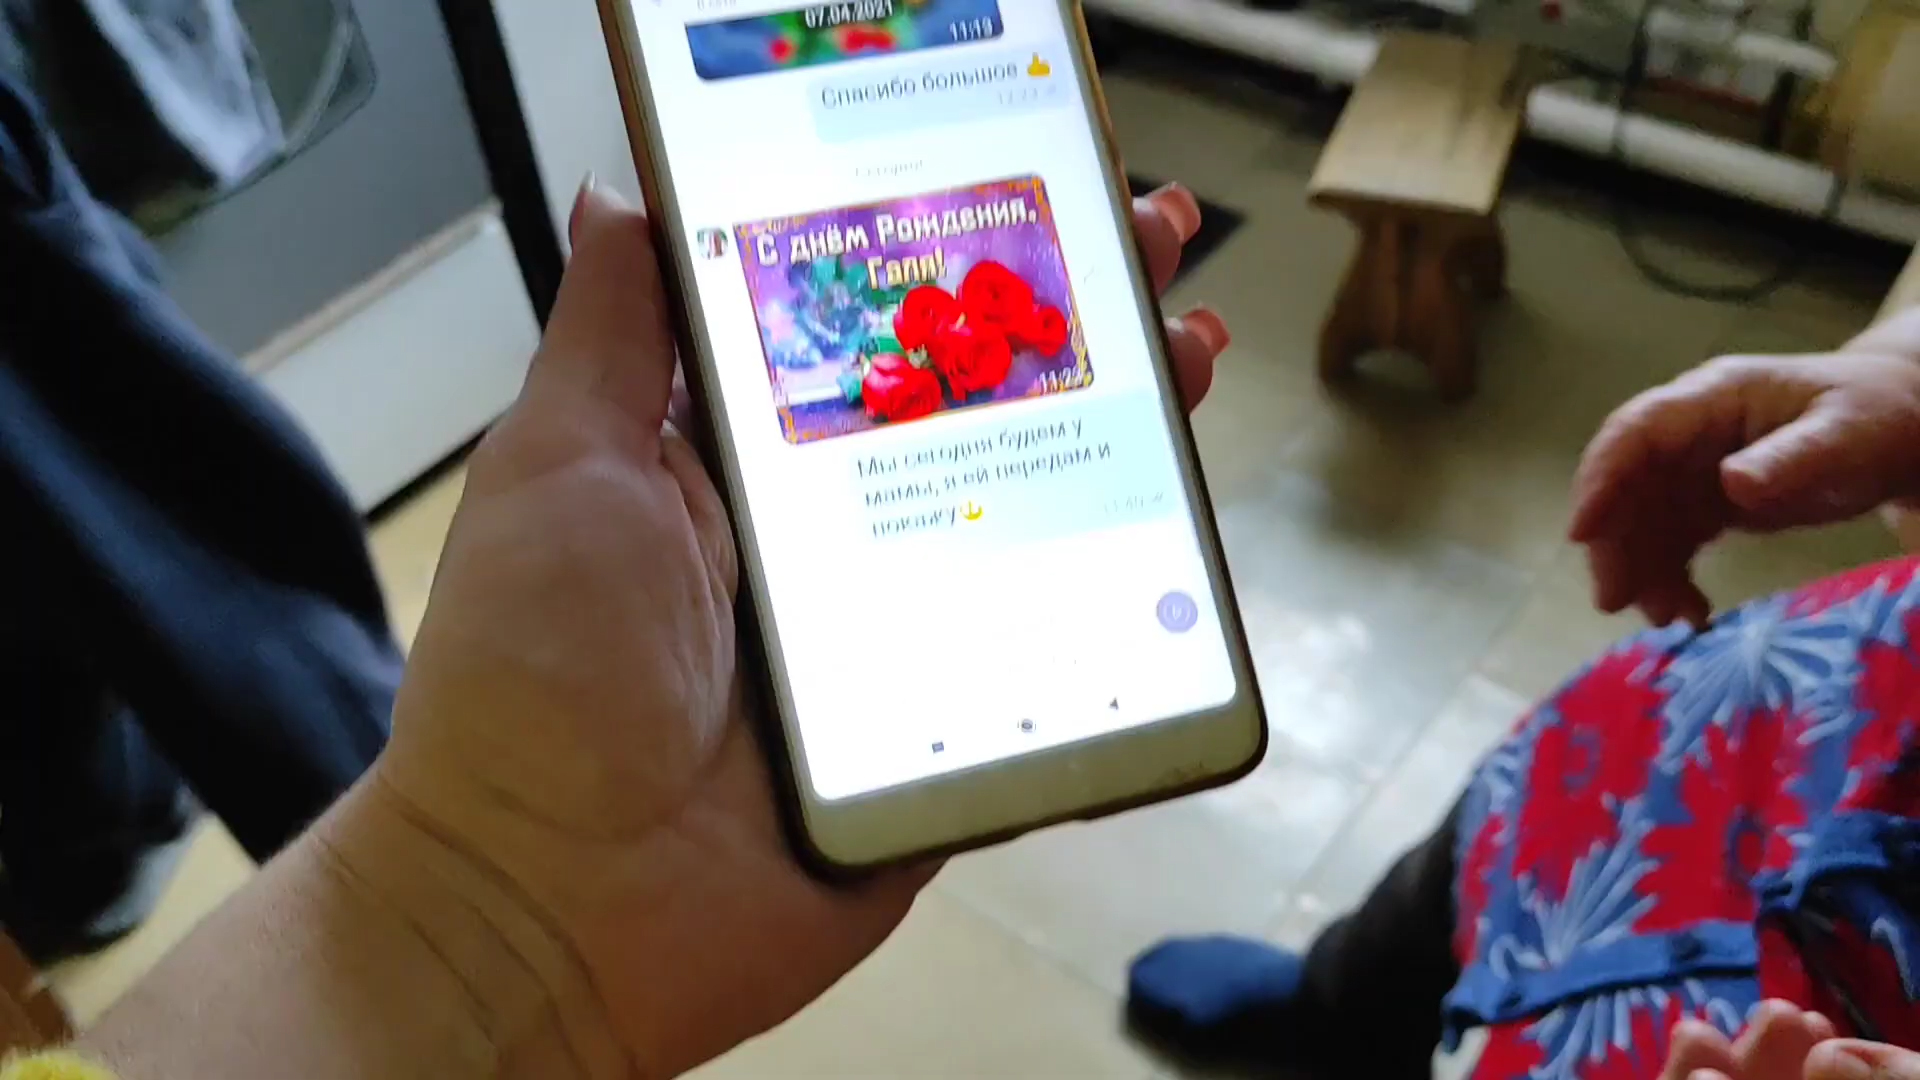 07.04.2021
11:19
Спасибо большое
Сегодня
С днём Рождения,
Галя!
11:22
Мы сегодня будем у
мамы, я ей передам и
покажу